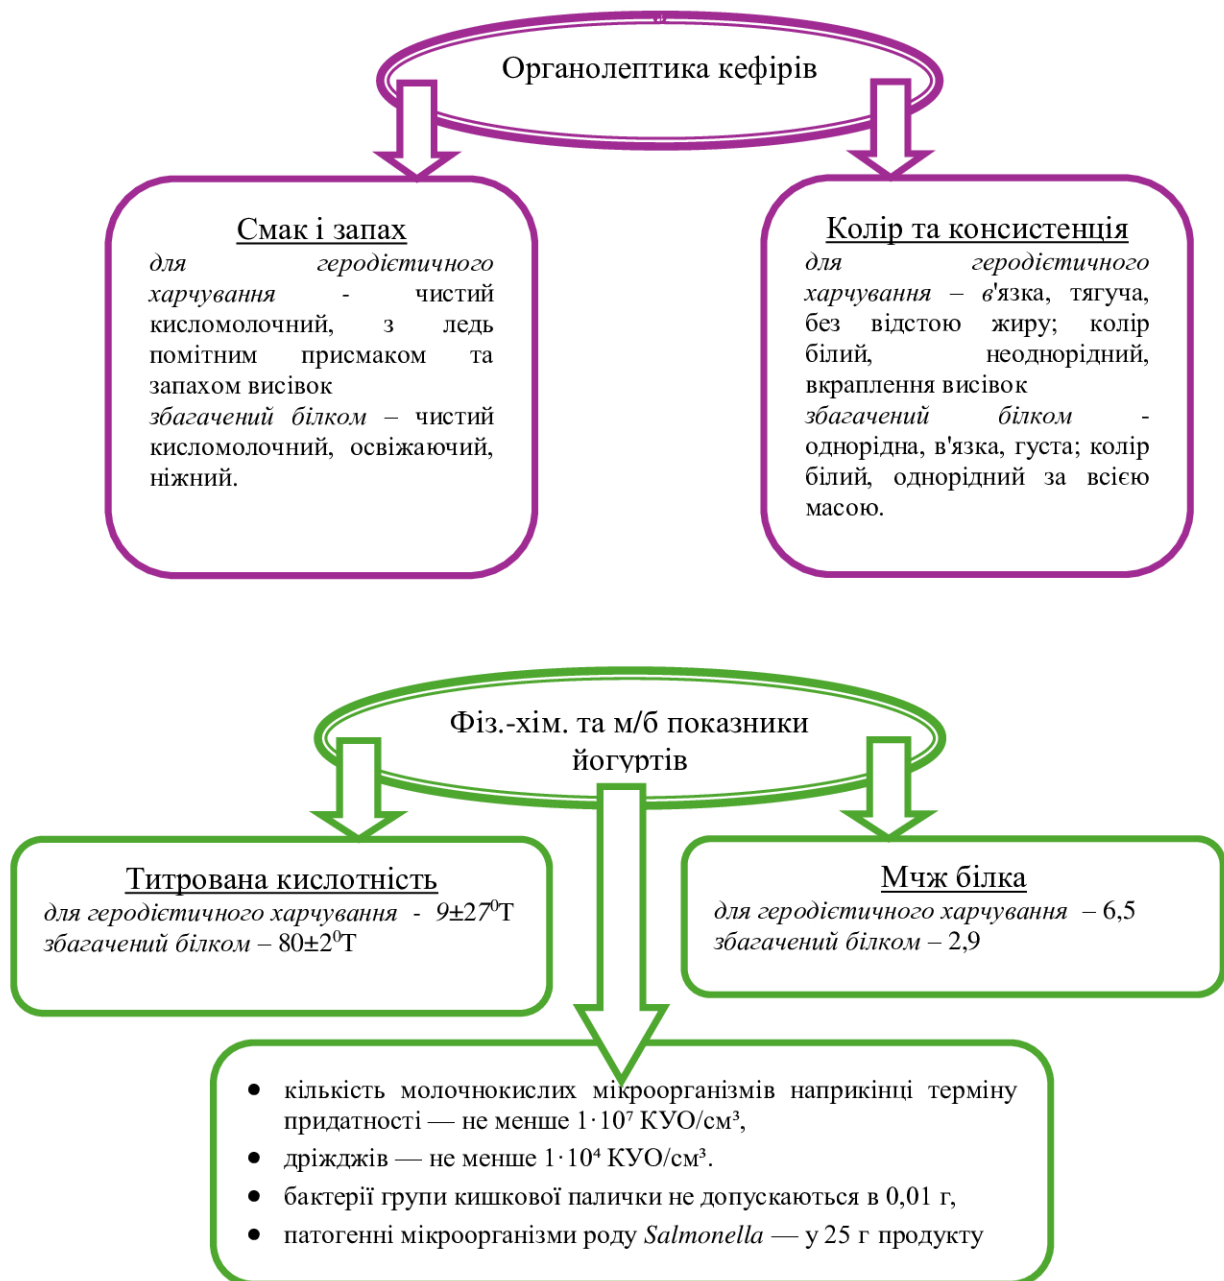 Органолептика кефірів
Смак і запах
для геродієтичного
харчування - чистий
кисломолочний, з ледь
помітним присмаком та
запахом висівок
збагачений білком – чистий
кисломолочний, освіжаючий,
ніжний.
Колір та консистенція
для геродієтичного
харчування – в'язка, тягуча,
без відстою жиру; колір
білий, неоднорідний,
вкраплення висівок
збагачений білком -
однорідна, в'язка, густа; колір
білий, однорідний за всією
масою.
Фіз.-хім. та м/б показники
йогуртів
Титрована кислотність
для геродієтичного харчування - 9±27⁰Т
збагачений білком – 80±2⁰Т
Мчж білка
для геродієтичного харчування – 6,5
збагачений білком – 2,9
● кількість молочнокислих мікроорганізмів наприкінці терміну
придатності — не менше 1·10⁷ КУО/см³,
● дріжджів — не менше 1·10⁴ КУО/см³.
● бактерії групи кишкової палички не допускаються в 0,01 г,
● патогенні мікроорганізми роду Salmonella — у 25 г продукту